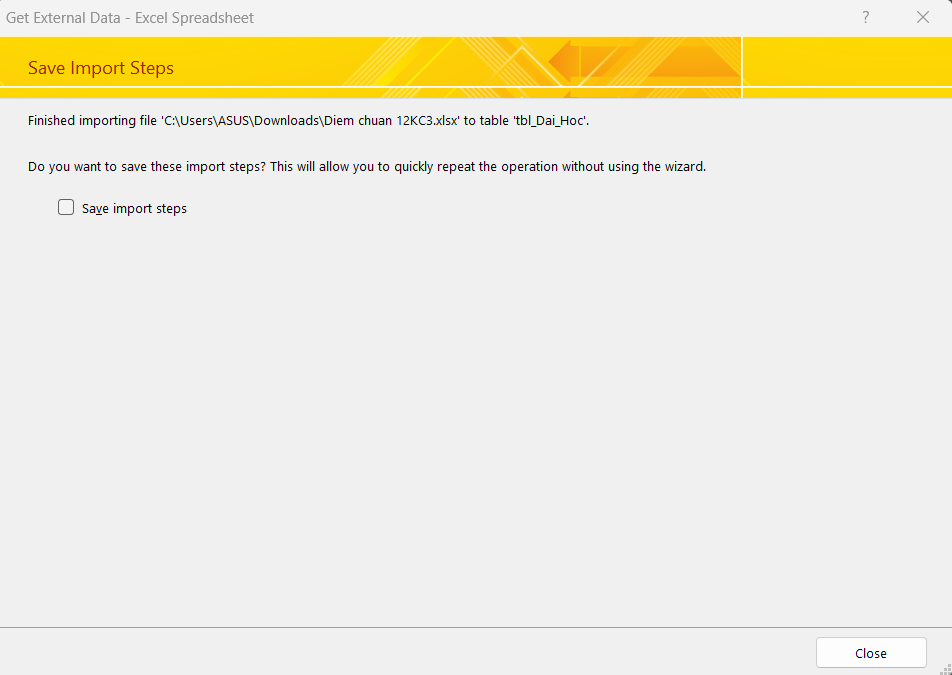 Get External Data - Excel Spreadsheet
?
Save Import Steps
Finished importing file 'C:\Users\ASUS\Downloads\Diem chuan 12KC3.xlsx' to table 'tbl_Dai_Hoc'.
Do you want to save these import steps? This will allow you to quickly repeat the operation without using the wizard.
Save import steps
Close